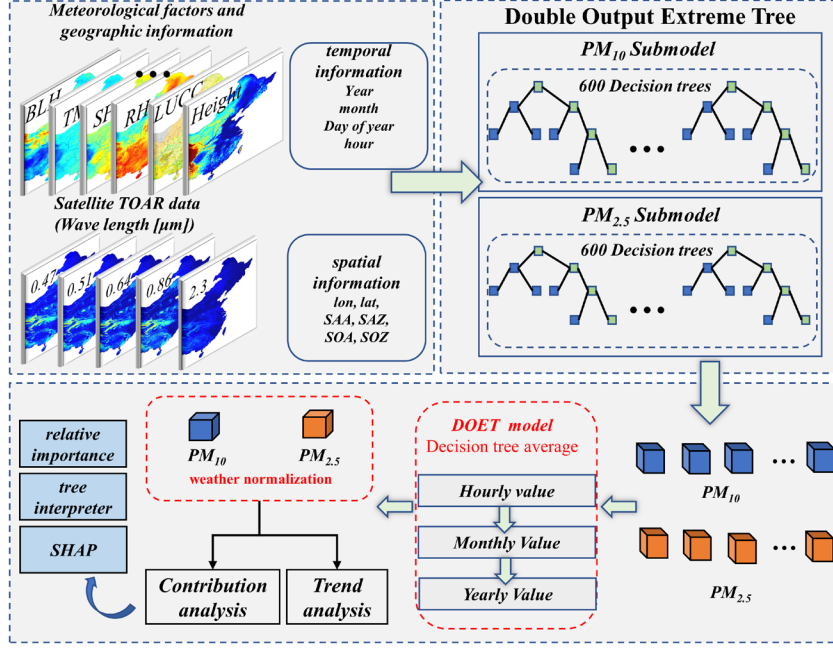 Meteorological factors and
geographic information
BLH
TM
SP
RH
LUCC
Height
temporal
information
Year
month
Day of year
hour
Satellite TOAR data
(Wave length [μm])
0.47
0.51
0.64
0.86
2.3
spatial
information
lon, lat,
SAA, SAZ,
SOA, SOZ
Double Output Extreme Tree
PM10 Submodel
600 Decision trees
PM2.5 Submodel
600 Decision trees
relative
importance
tree
interpreter
SHAP
PM10
PM2.5
weather normalization
Contribution
analysis
Trend
analysis
DOET model
Decision tree average
Hourly value
Monthly Value
Yearly Value
PM10
PM2.5